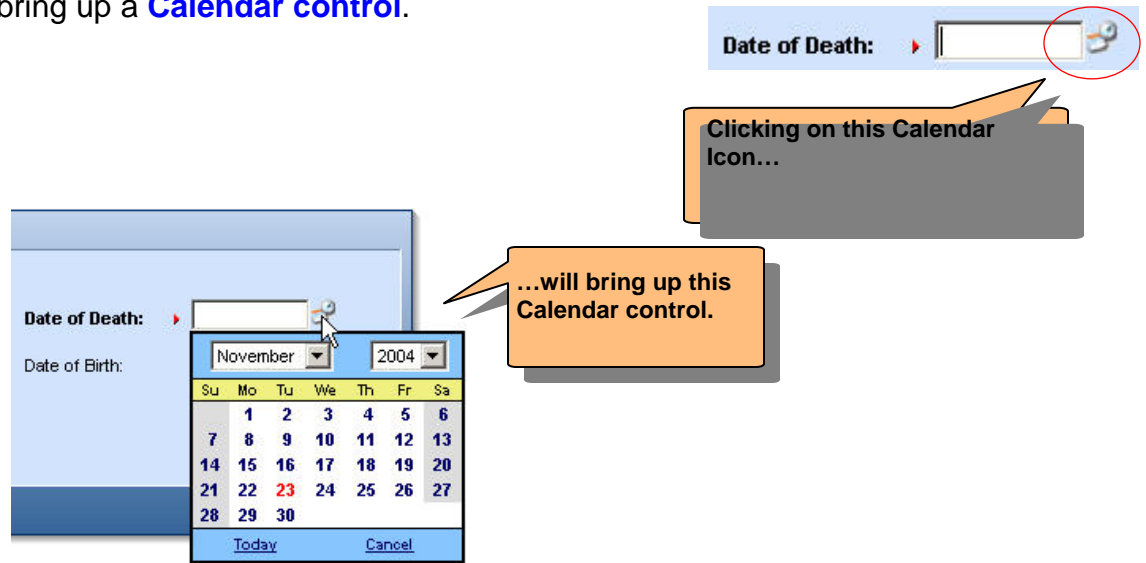 bring up a Calendar control.
Date of Death:
Clicking on this Calendar
Icon…
…will bring up this
Calendar control.
Date of Death:
Date of Birth:
November 2004
Su Mo Tu We Th Fr Sa
1 2 3 4 5 6
7 8 9 10 11 12 13
14 15 16 17 18 19 20
21 22 23 24 25 26 27
28 29 30
Today Cancel